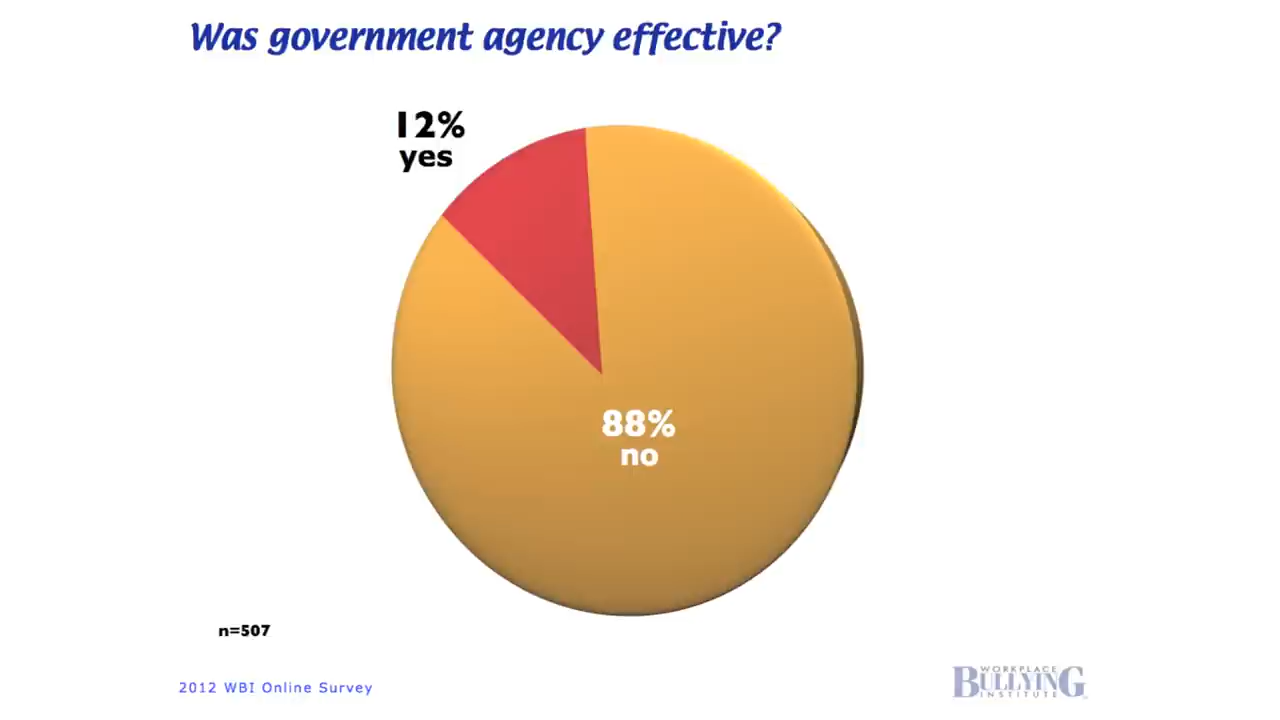 Was government agency effective?
12%
yes
88%
no
n=507
2012 WBI Online Survey
WORKPLACE
BULLYING
INSTITUTE